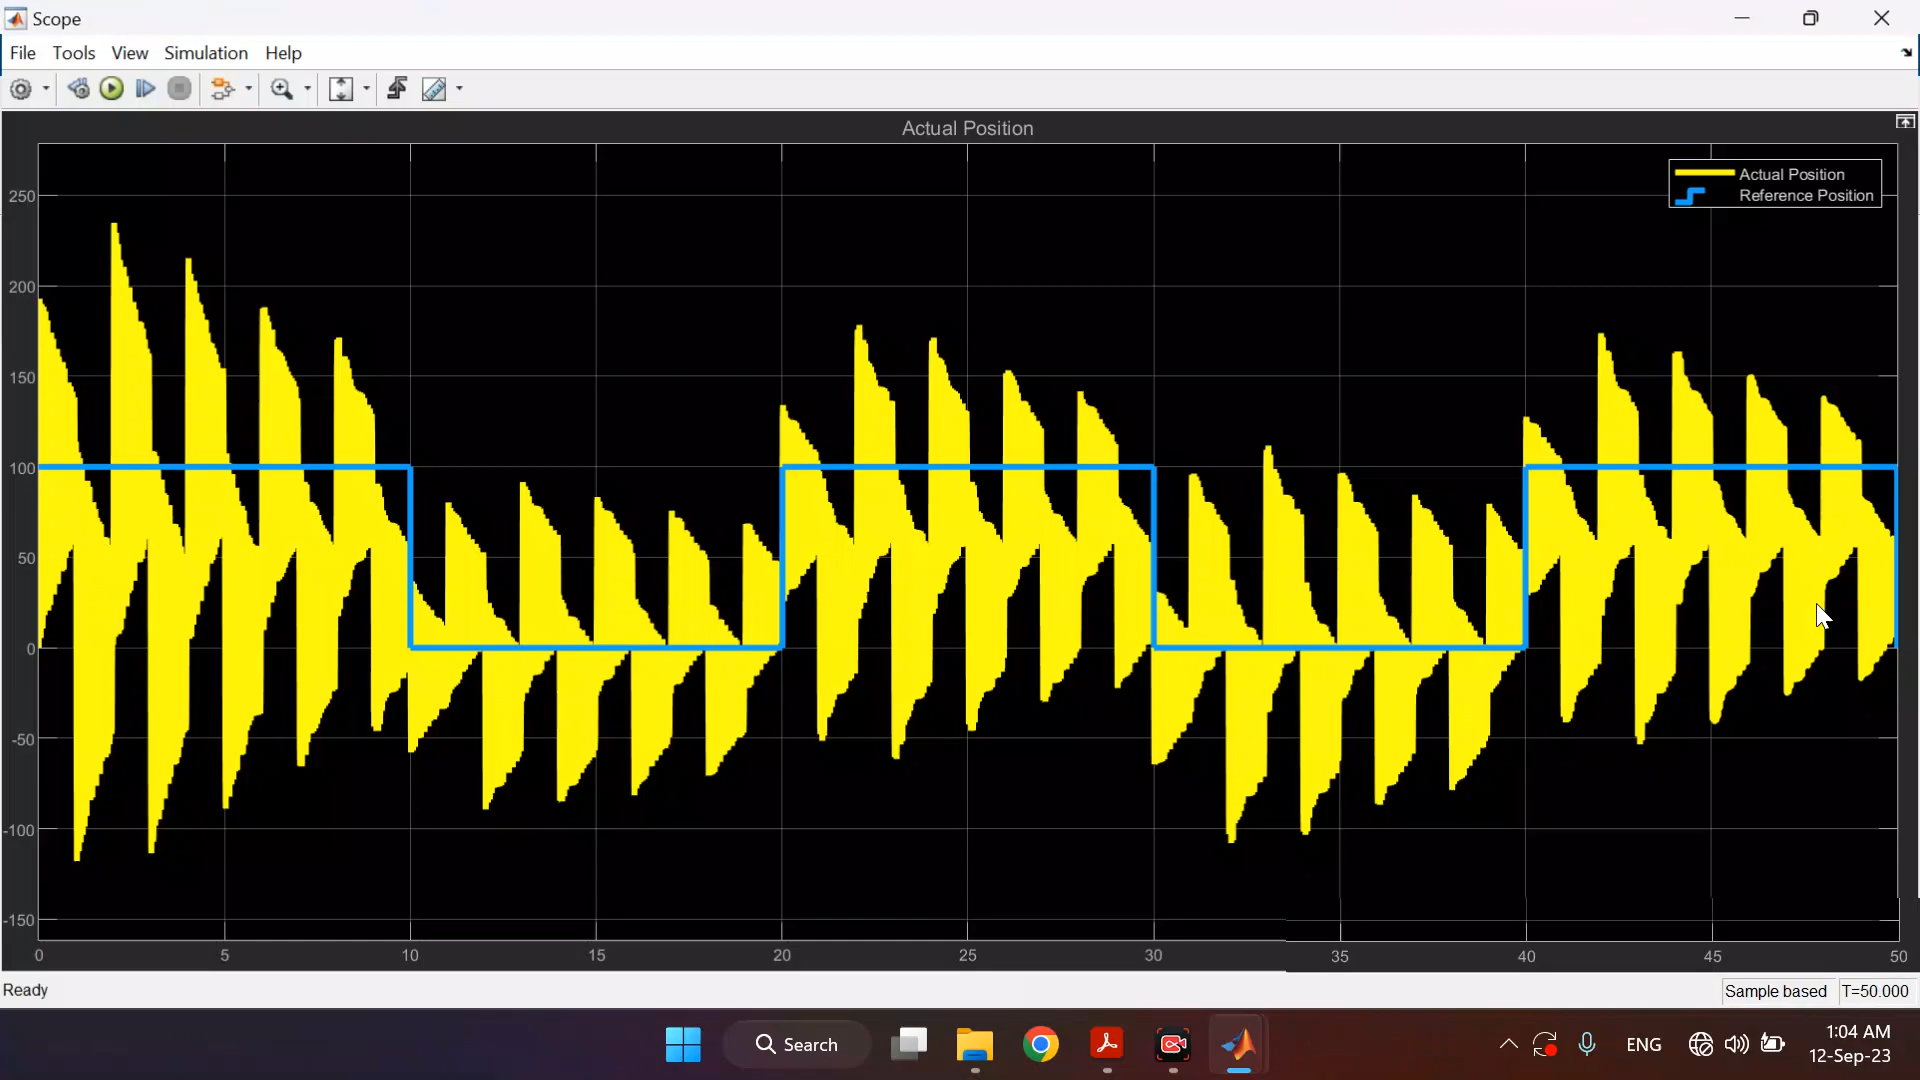 Scope
File Tools View Simulation Help
Actual Position
Actual Position
Reference Position
250
200
150
100
50
0
-50
-100
-150
0 5 10 15 20 25 30 35 40 45 50
Ready
Sample based T=50.000
Search
ENG
1:04 AM
12-Sep-23